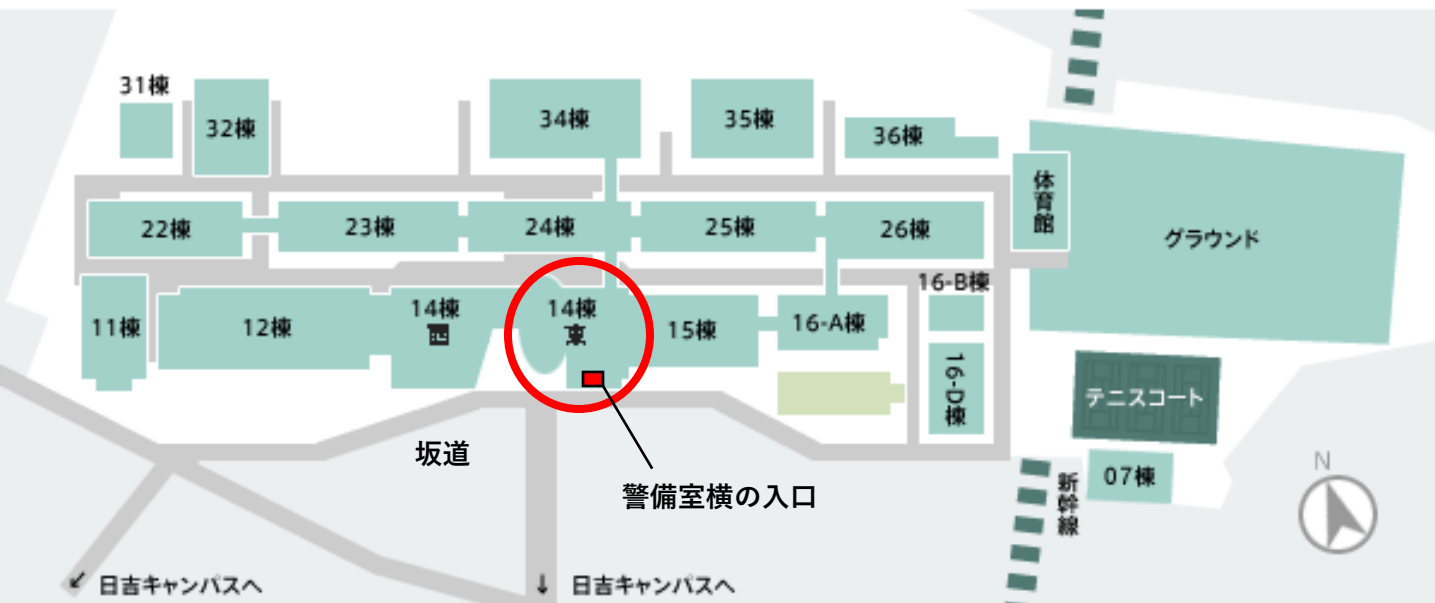 31棟
32棟
34棟
35棟
36棟
体育館
グラウンド
22棟
23棟
24棟
25棟
26棟
11棟
12棟
14棟
西
14棟
東
15棟
16-A棟
16-B棟
16-D棟
テニスコート
07棟
新幹線
N
坂道
警備室横の入口
↙ 日吉キャンパスへ
↓ 日吉キャンパスへ